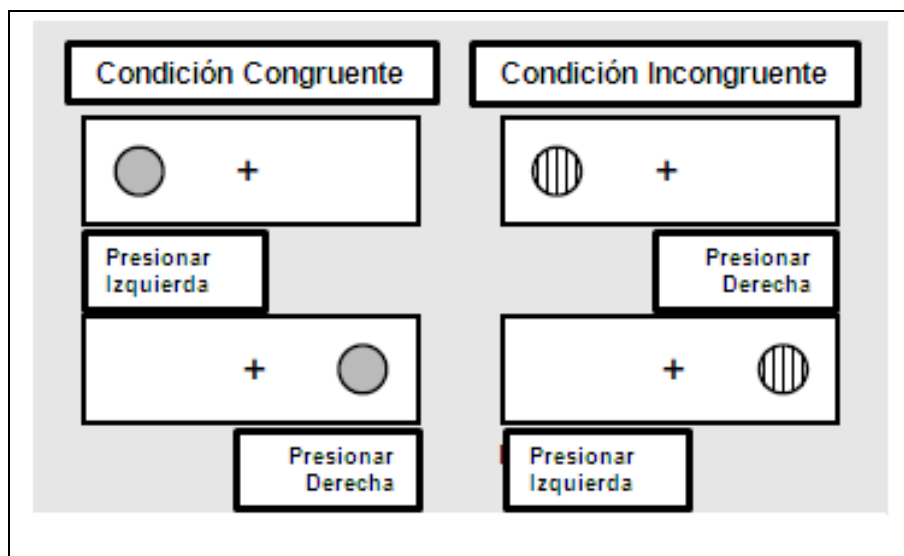 Condición Congruente
Condición Incongruente
+
+
Presionar
Izquierda
Presionar
Derecha
+
+
Presionar
Derecha
Presionar
Izquierda